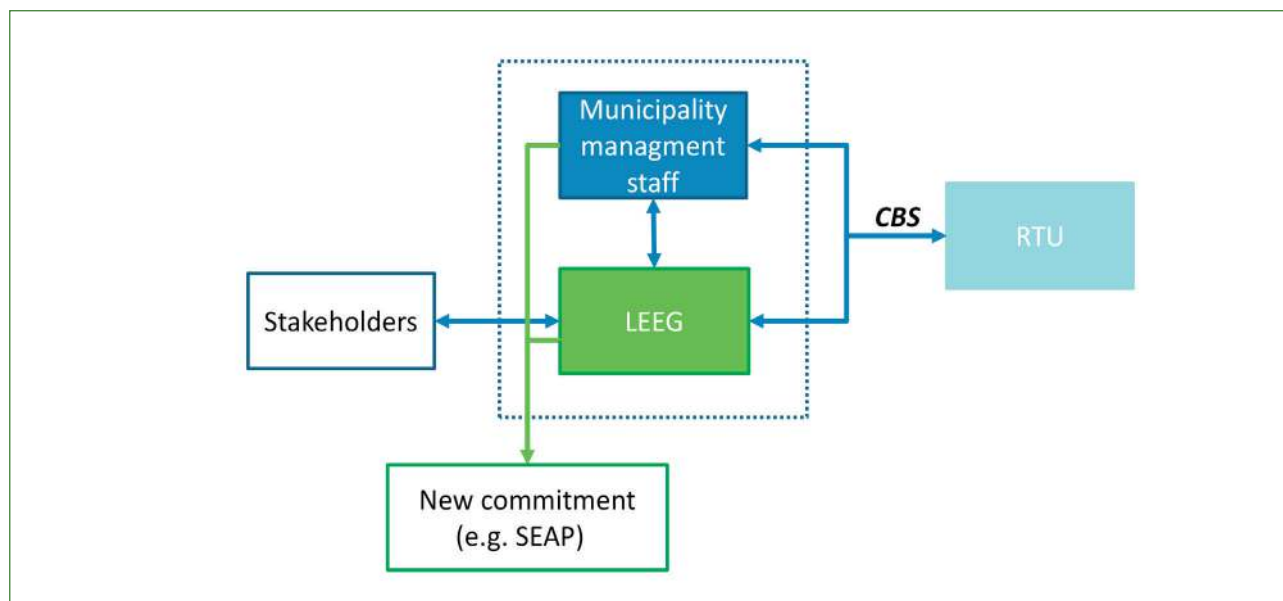 Municipality
managment
staff
CBS
RTU
Stakeholders
LEEG
New commitment
(e.g. SEAP)